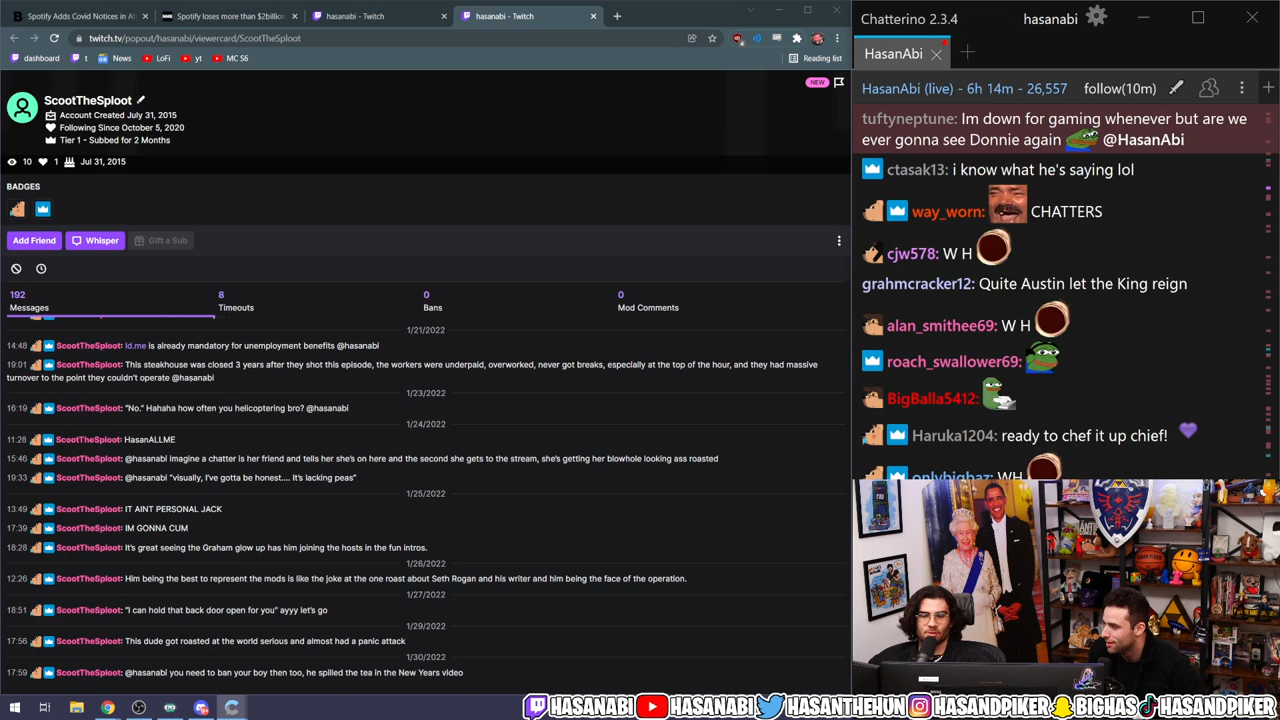 Spotify Adds Covid Notices in At
Spotify loses more than $2billion
hasanabi - Twitch
hasanabi - Twitch
twitch.tv/popout/hasanabi/viewercard/ScootTheSploot
dashboard
t
News
LoFi
yt
MC S6
Reading list
ScootTheSploot
NEW
Account Created July 31, 2015
Following Since October 5, 2020
Tier 1 - Subbed for 2 Months
10
1
Jul 31, 2015
BADGES
Add Friend
Whisper
Gift a Sub
192
8
0
0
Messages
Timeouts
Bans
Mod Comments
1/21/2022
14:48 ScootTheSploot: Id.me is already mandatory for unemployment benefits @hasanabi
19:01 ScootTheSploot: This steakhouse was closed 3 years after they shot this episode, the workers were underpaid, overworked, never got breaks, especially at the top of the hour, and they had massive
turnover to the point they couldn't operate @hasanabi
1/23/2022
16:19 ScootTheSploot: "No." Hahaha how often you helicoptering bro? @hasanabi
1/24/2022
11:28 ScootTheSploot: HasanALLME
15:46 ScootTheSploot: @hasanabi imagine a chatter is her friend and tells her she's on here and the second she gets to the stream, she's getting her blowhole looking ass roasted
19:33 ScootTheSploot: @hasanabi "visually, I've gotta be honest.... It's lacking peas"
1/25/2022
13:49 ScootTheSploot: IT AINT PERSONAL JACK
17:39 ScootTheSploot: IM GONNA CUM
18:28 ScootTheSploot: It's great seeing the Graham glow up has him joining the hosts in the fun intros.
1/26/2022
12:26 ScootTheSploot: Him being the best to represent the mods is like the joke at the one roast about Seth Rogan and his writer and him being the face of the operation.
1/27/2022
18:51 ScootTheSploot: "I can hold that back door open for you" ayyy let's go
1/29/2022
17:56 ScootTheSploot: This dude got roasted at the world serious and almost had a panic attack
1/30/2022
17:59 ScootTheSploot: @hasanabi you need to ban your boy then too, he spilled the tea in the New Years video
Chatterino 2.3.4
hasanabi
HasanAbi
HasanAbi (live) - 6h 14m - 26,557
follow(10m)
tuftyneptune: Im down for gaming whenever but are we
ever gonna see Donnie again @HasanAbi
ctasak13: i know what he's saying lol
way_worn: CHATTERS
cjw578: W H
grahmcracker12: Quite Austin let the King reign
alan_smithee69: W H
roach_swallower69:
BigBalla5412:
Haruka1204: ready to chef it up chief!
onlybigbaz: WH
HASANABI
HASANABI
HASANTHEHUN
HASANDPIKER
BIGHAS
HASANDPIKER